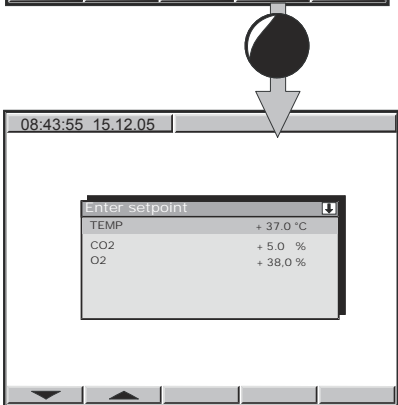 08:43:55 15.12.05
Enter setpoint
TEMP + 37.0 °C
CO2 + 5.0 %
O2 + 38,0 %